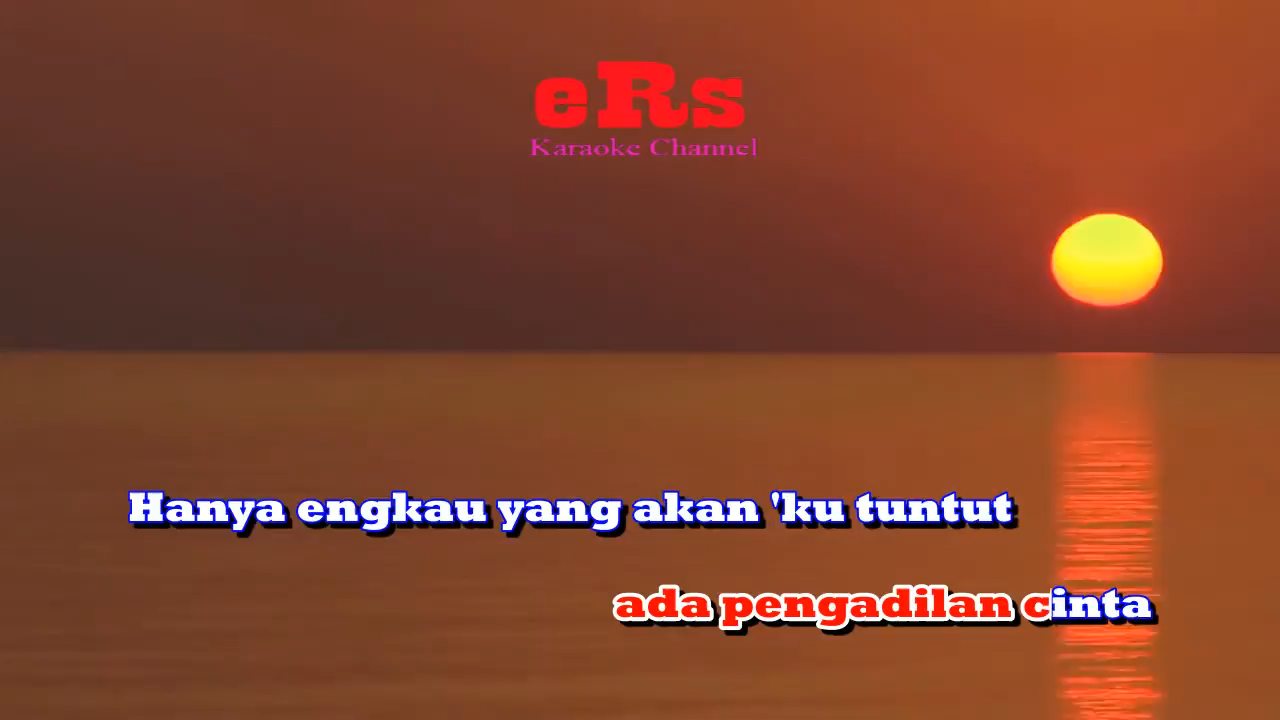 eRs
Karaoke Channel
Hanya engkau yang akan 'ku tuntut
ada pengadilan cinta